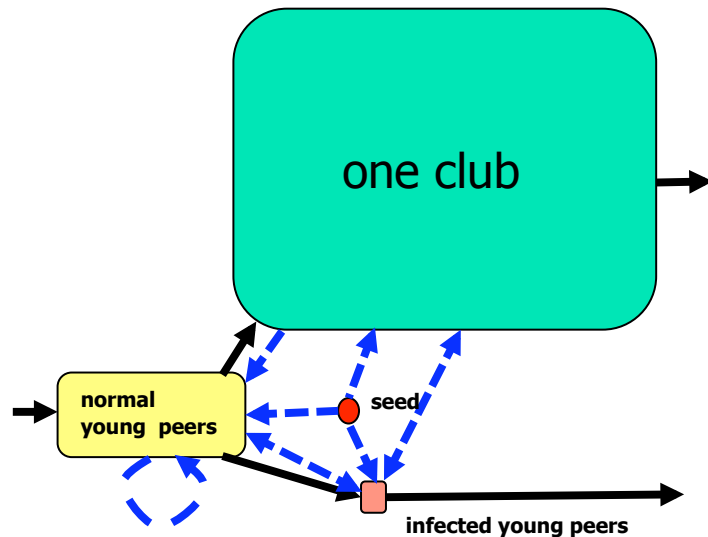 one club
normal
young peers
seed
infected young peers